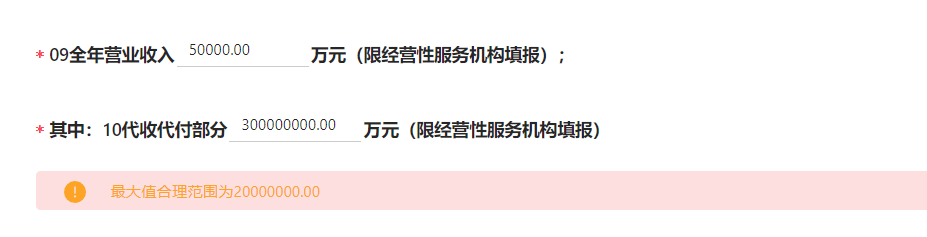 * 09全年营业收入 50000.00 万元（限经营性服务机构填报）；
* 其中：10代收代付部分 300000000.00 万元（限经营性服务机构填报）
! 最大值合理范围为20000000.00